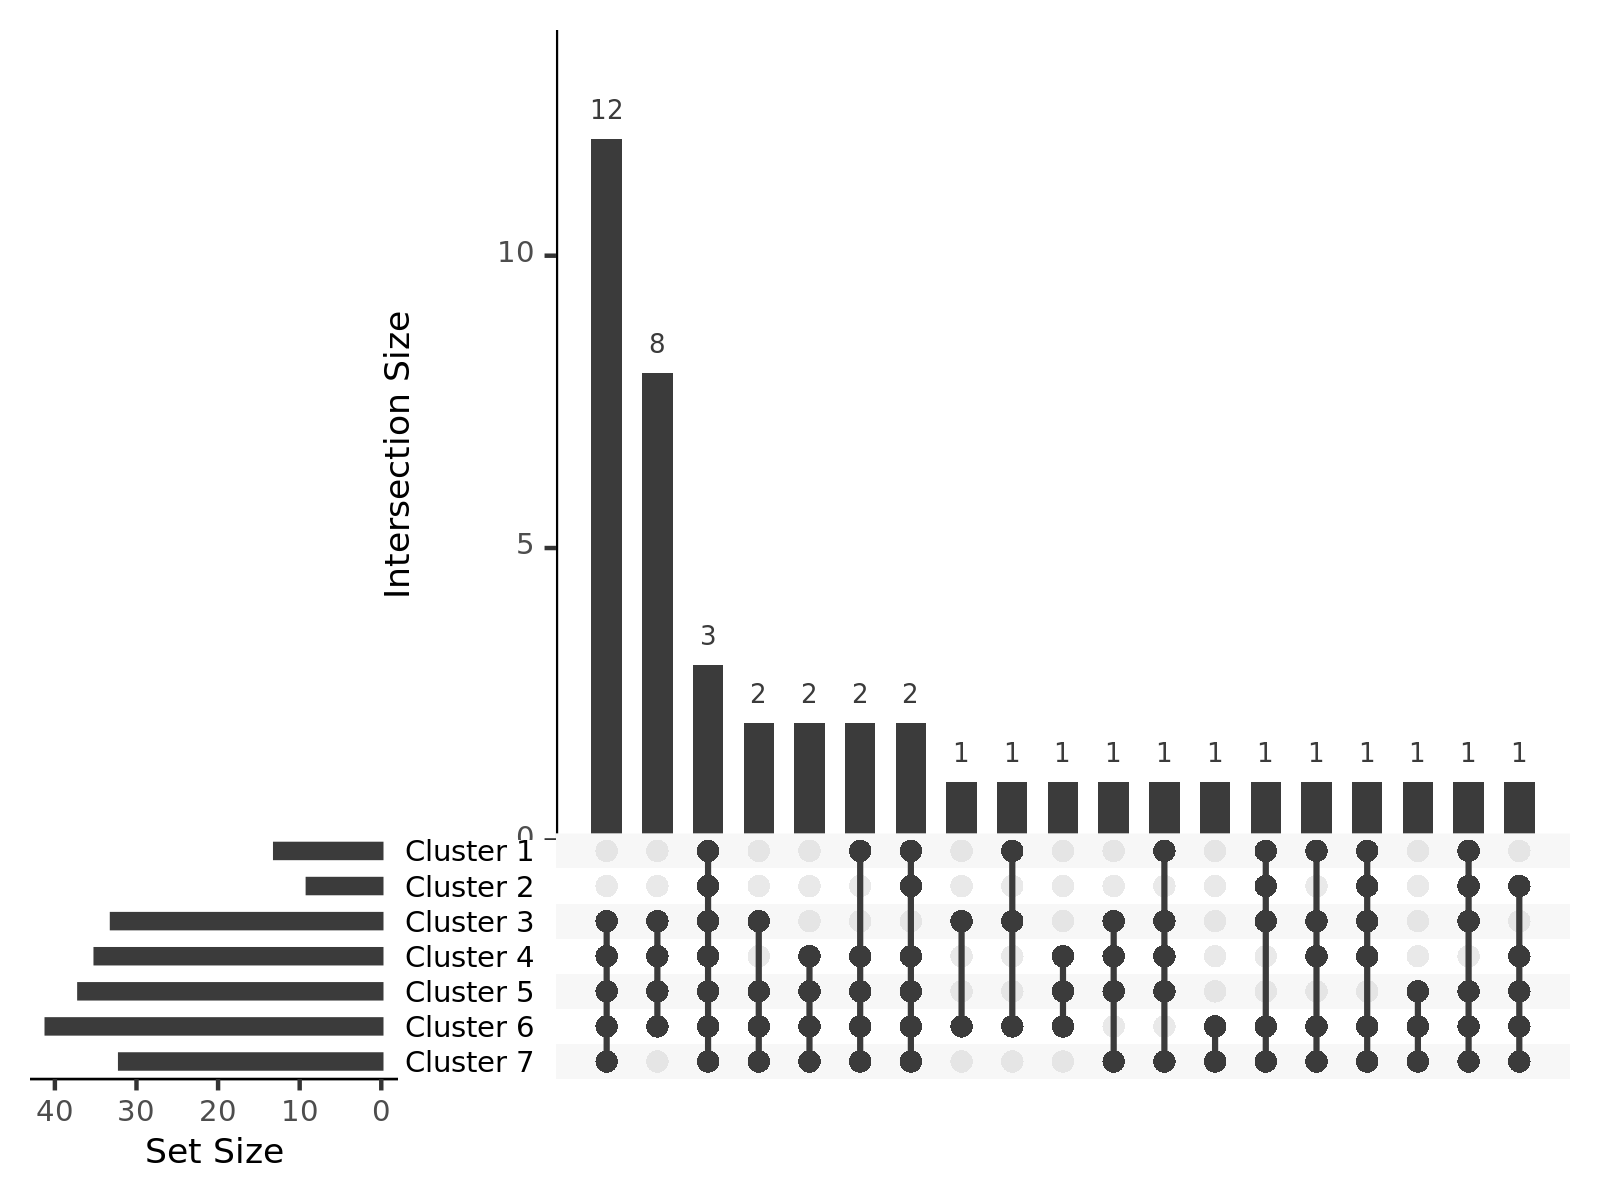 12
8
3
2 2 2 2
1 1 1 1 1 1 1 1 1 1 1 1
10
5
0
Intersection Size
Cluster 1
Cluster 2
Cluster 3
Cluster 4
Cluster 5
Cluster 6
Cluster 7
40 30 20 10 0
Set Size